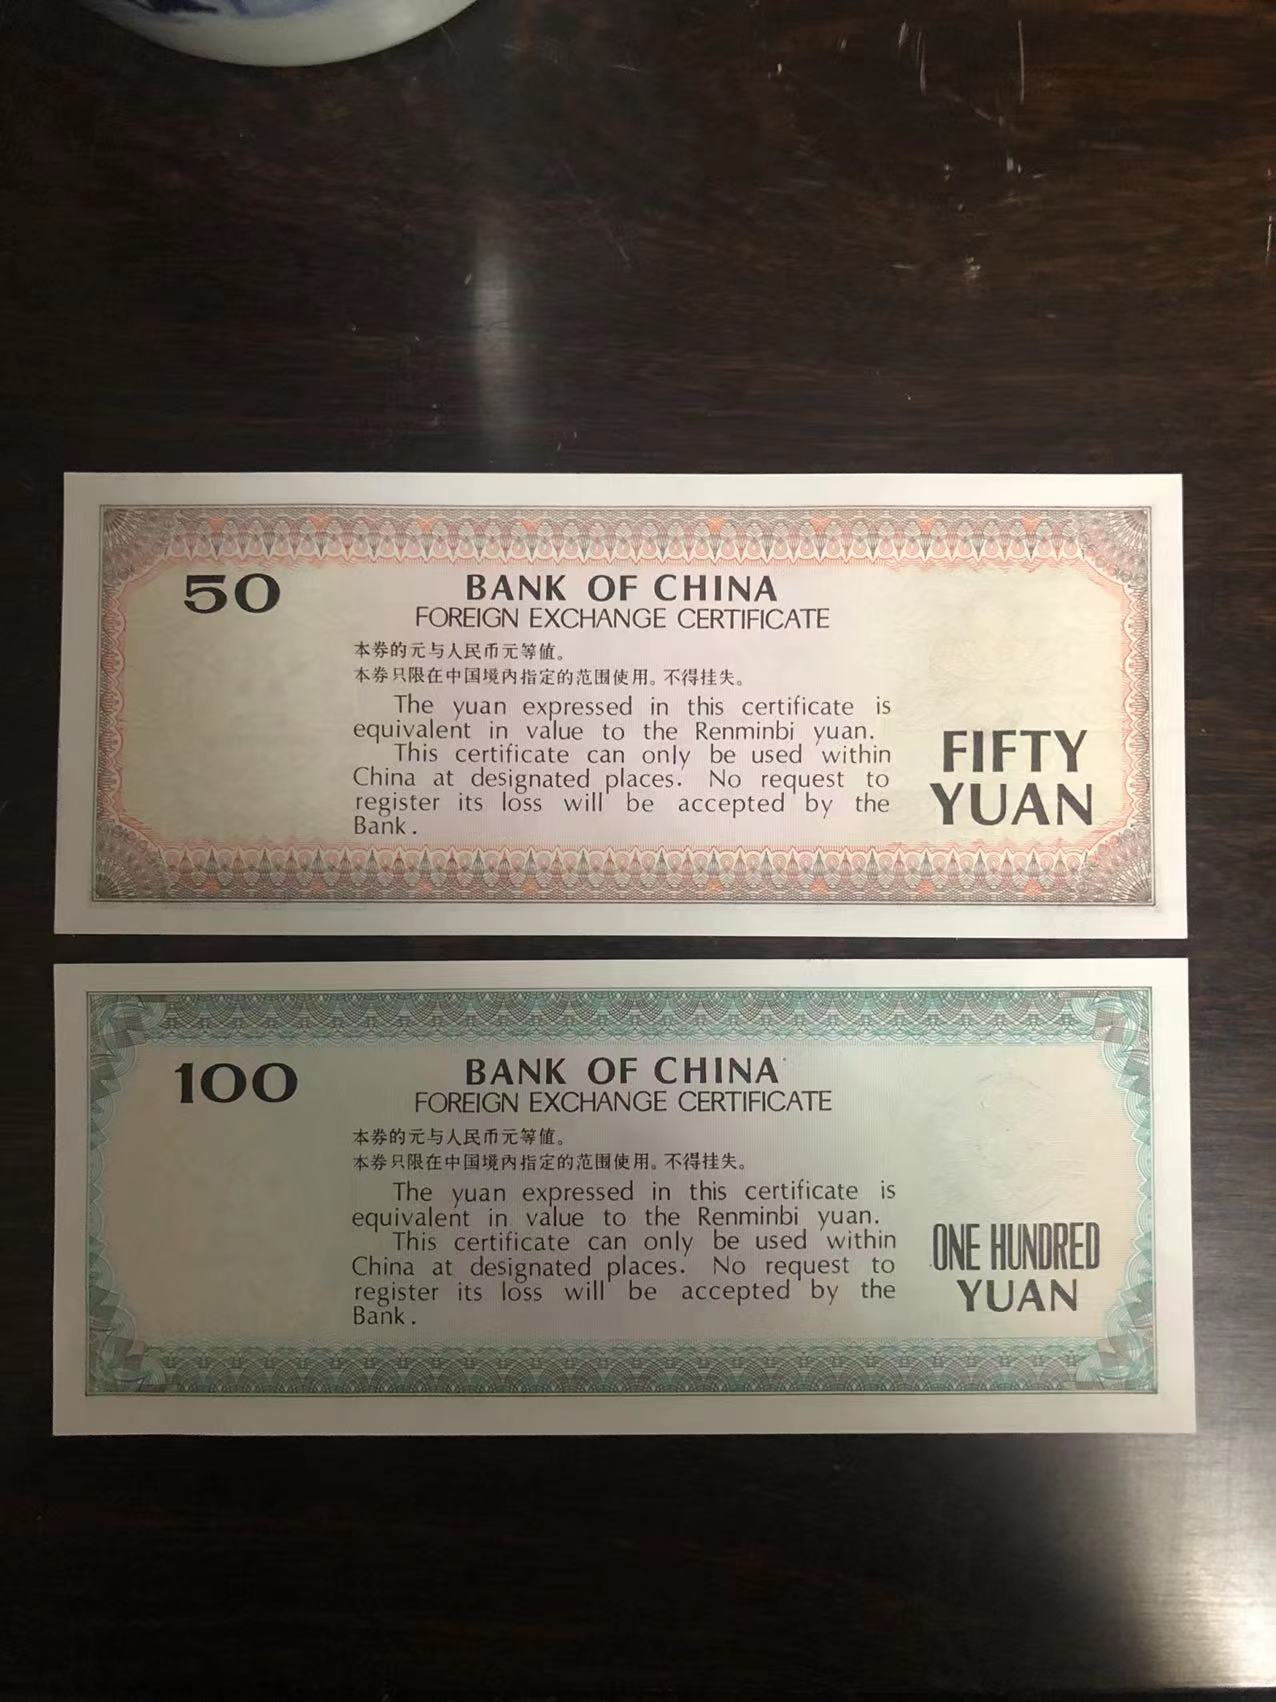 50
BANK OF CHINA
FOREIGN EXCHANGE CERTIFICATE
本券的元与人民币元等值。
本券只限在中国境内指定的范围使用。不得挂失。
The yuan expressed in this certificate is
equivalent in value to the Renminbi yuan.
This certificate can only be used within
China at designated places. No request to
register its loss will be accepted by the
Bank.
FIFTY
YUAN
100
BANK OF CHINA
FOREIGN EXCHANGE CERTIFICATE
本券的元与人民币元等值。
本券只限在中国境内指定的范围使用。不得挂失。
The yuan expressed in this certificate is
equivalent in value to the Renminbi yuan.
This certificate can only be used within
China at designated places. No request to
register its loss will be accepted by the
Bank.
ONE HUNDRED
YUAN